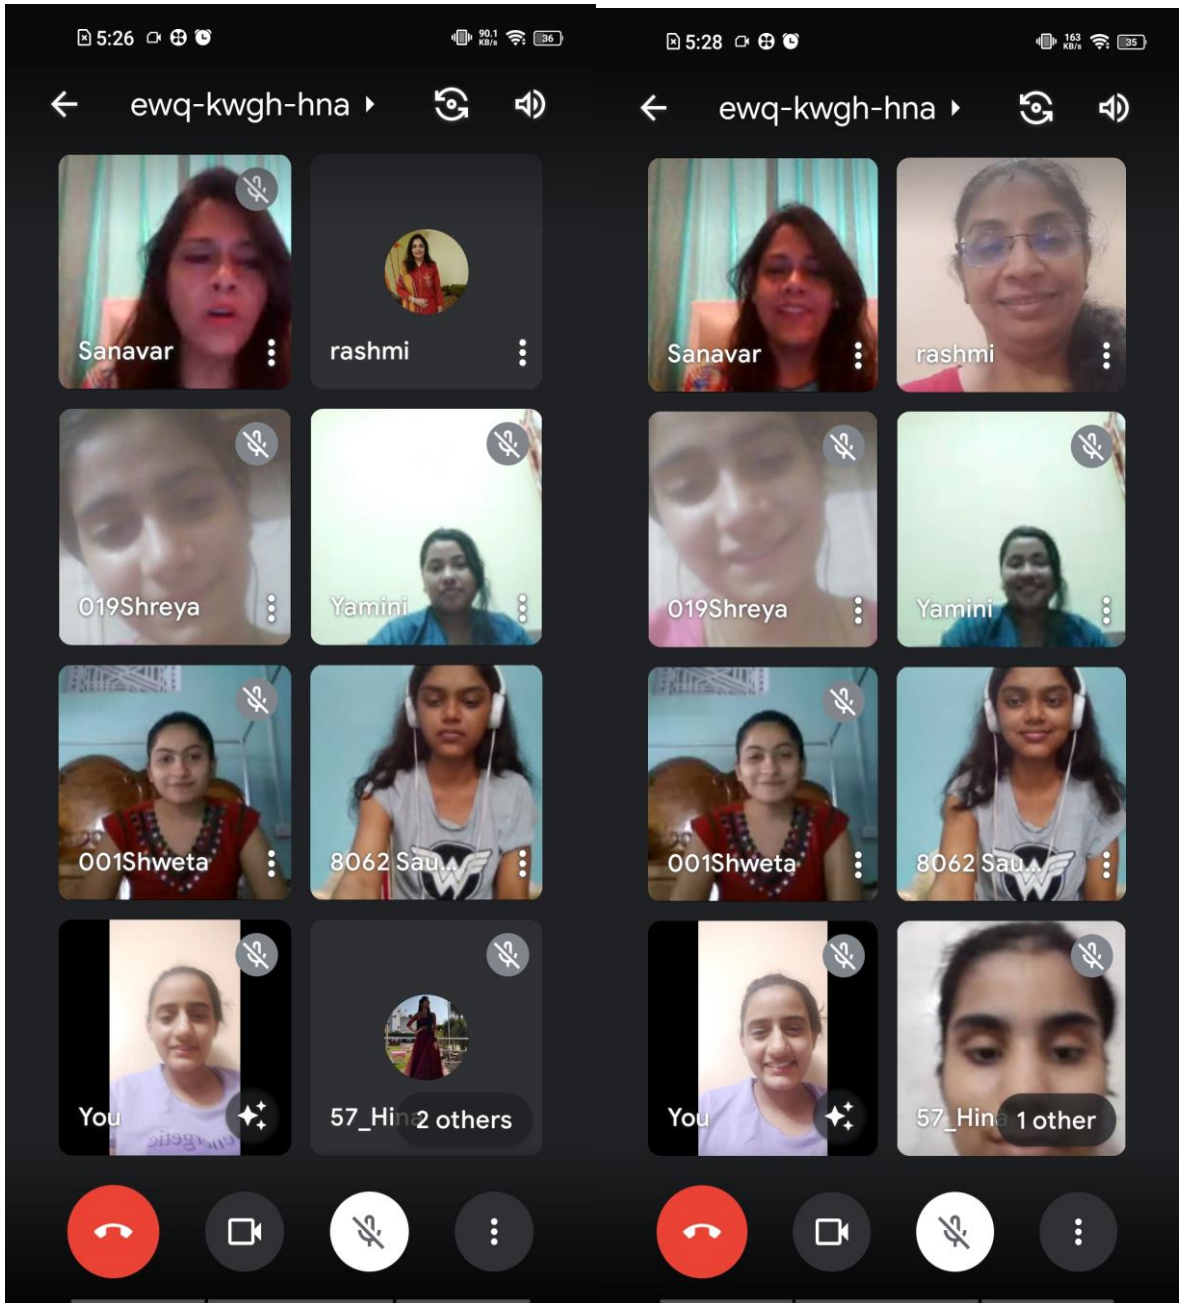 5:26
90.1
KB/s
36
ewq-kwgh-hna
Sanavar
rashmi
019Shreya
Yamini
001Shweta
8062 Sau...
You
energetic
57_Hina
2 others
5:28
163
KB/s
35
ewq-kwgh-hna
Sanavar
rashmi
019Shreya
Yamini
001Shweta
8062 Sau...
You
57_Hina
1 other